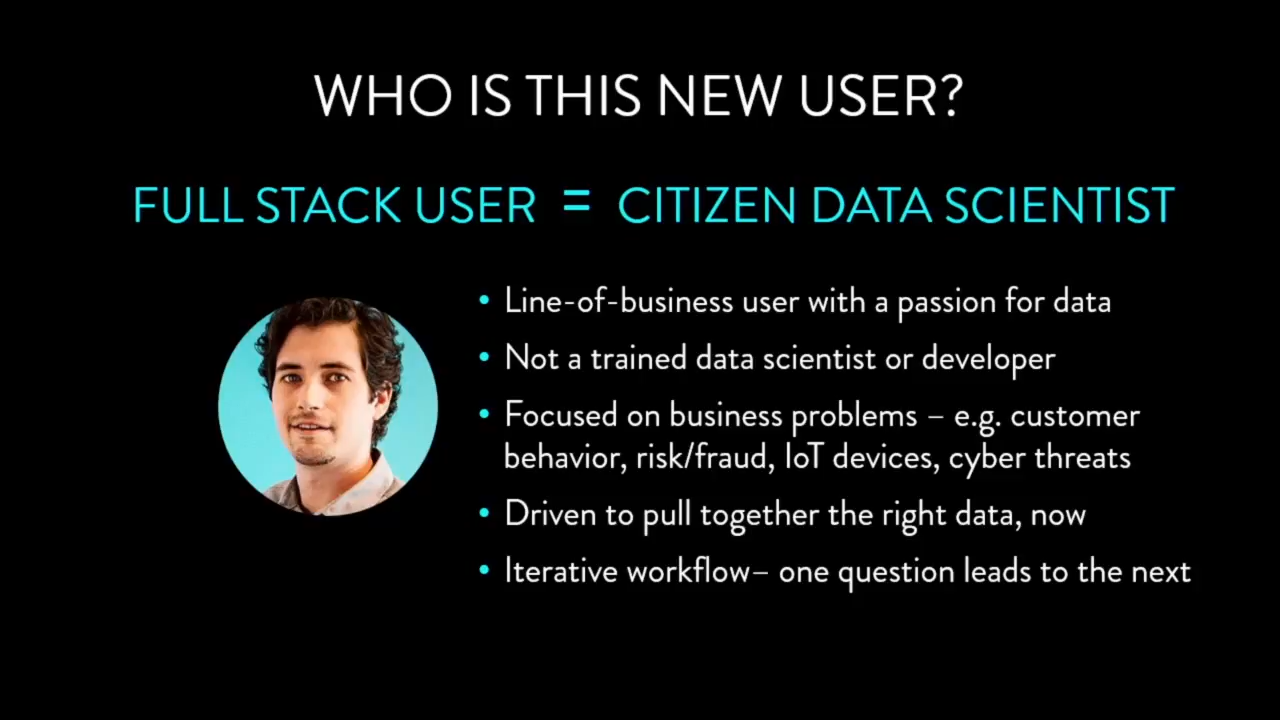 WHO IS THIS NEW USER?
FULL STACK USER = CITIZEN DATA SCIENTIST
• Line-of-business user with a passion for data
• Not a trained data scientist or developer
• Focused on business problems – e.g. customer
behavior, risk/fraud, IoT devices, cyber threats
• Driven to pull together the right data, now
• Iterative workflow– one question leads to the next